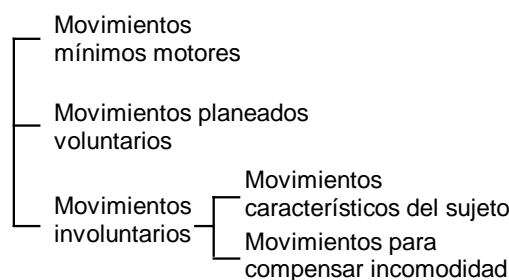 Movimientos
mínimos motores
Movimientos planeados
voluntarios
Movimientos
involuntarios
Movimientos
característicos del sujeto
Movimientos para
compensar incomodidad